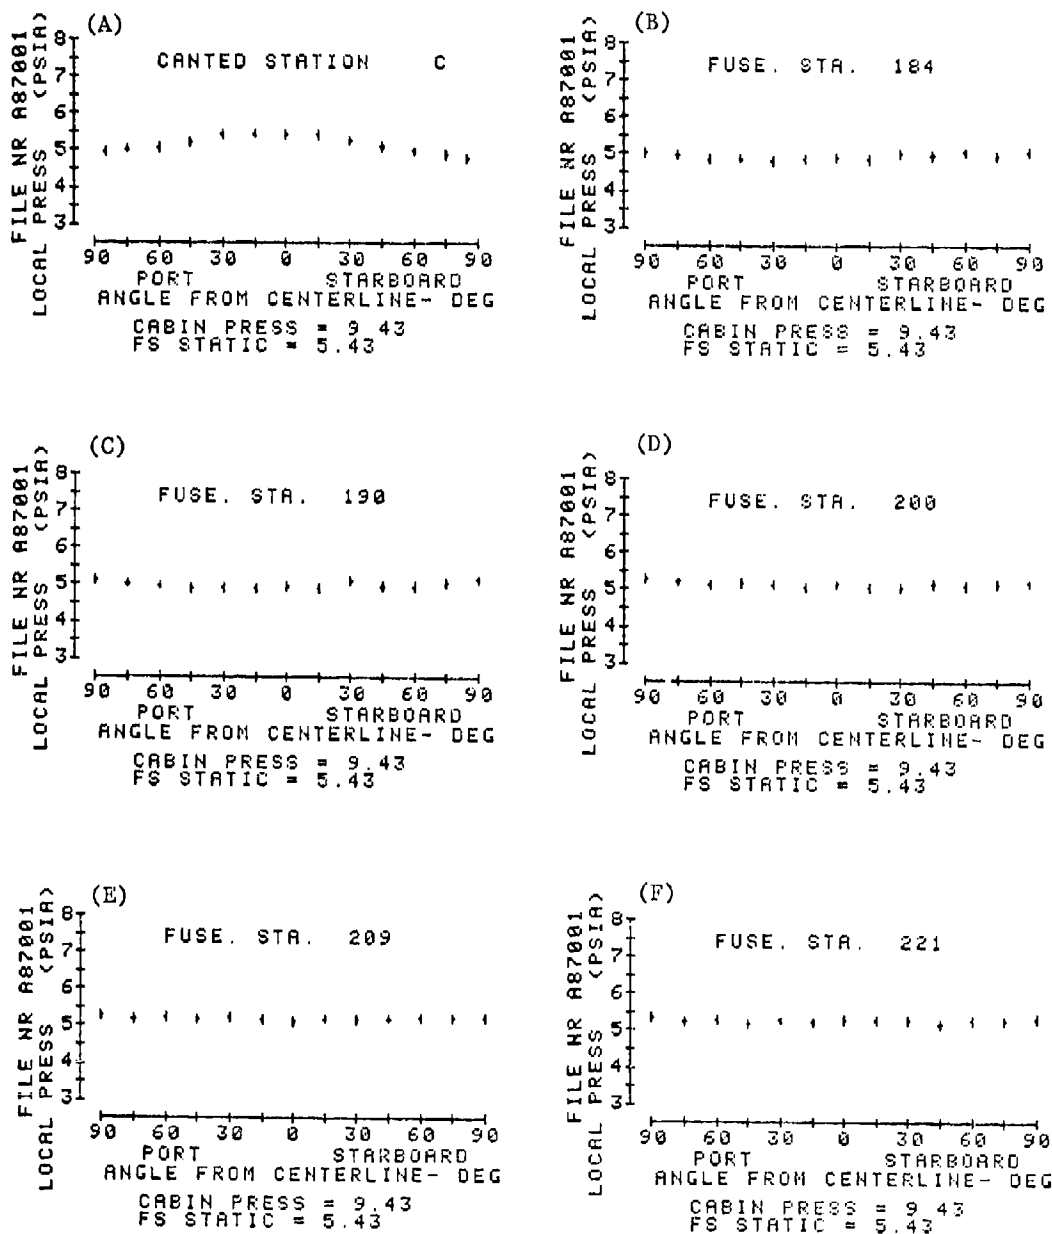 (A)
FILE NR A87001
LOCAL PRESS (PSIA)
CANTED STATION C
8
7
6
5
4
3
90 60 30 0 30 60 90
PORT STARBOARD
ANGLE FROM CENTERLINE- DEG
CABIN PRESS = 9.43
FS STATIC = 5.43
(B)
FILE NR A87001
LOCAL PRESS (PSIA)
FUSE. STA. 184
8
7
6
5
4
3
90 60 30 0 30 60 90
PORT STARBOARD
ANGLE FROM CENTERLINE- DEG
CABIN PRESS = 9.43
FS STATIC = 5.43
(C)
FILE NR A87001
LOCAL PRESS (PSIA)
FUSE. STA. 190
8
7
6
5
4
3
90 60 30 0 30 60 90
PORT STARBOARD
ANGLE FROM CENTERLINE- DEG
CABIN PRESS = 9.43
FS STATIC = 5.43
(D)
FILE NR A87001
LOCAL PRESS (PSIA)
FUSE. STA. 200
8
7
6
5
4
3
90 60 30 0 30 60 90
PORT STARBOARD
ANGLE FROM CENTERLINE- DEG
CABIN PRESS = 9.43
FS STATIC = 5.43
(E)
FILE NR A87001
LOCAL PRESS (PSIA)
FUSE. STA. 209
8
7
6
5
4
3
90 60 30 0 30 60 90
PORT STARBOARD
ANGLE FROM CENTERLINE- DEG
CABIN PRESS = 9.43
FS STATIC = 5.43
(F)
FILE NR A87001
LOCAL PRESS (PSIA)
FUSE. STA. 221
8
7
6
5
4
3
90 60 30 0 30 60 90
PORT STARBOARD
ANGLE FROM CENTERLINE- DEG
CABIN PRESS = 9.43
FS STATIC = 5.43